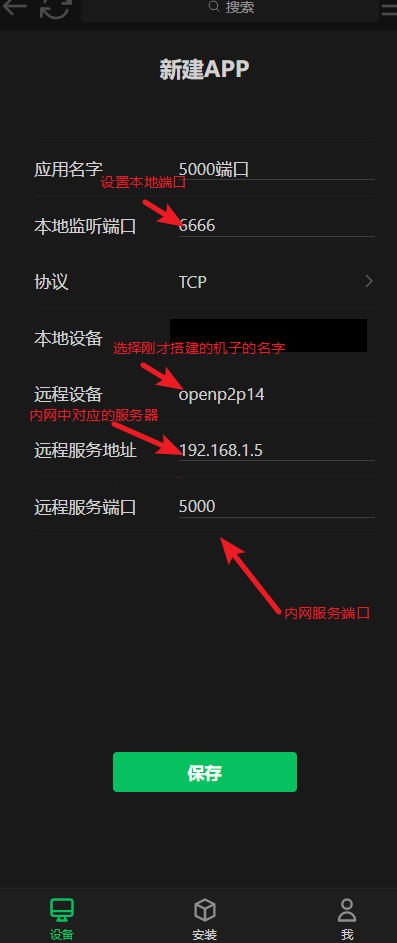 搜索
新建APP
应用名字 5000端口
设置本地端口
本地监听端口 6666
协议 TCP
本地设备
选择刚才搭建的机子的名字
远程设备 openp2p14
内网中对应的服务器
远程服务地址 192.168.1.5
远程服务端口 5000
内网服务端口
保存
设备 安装 我